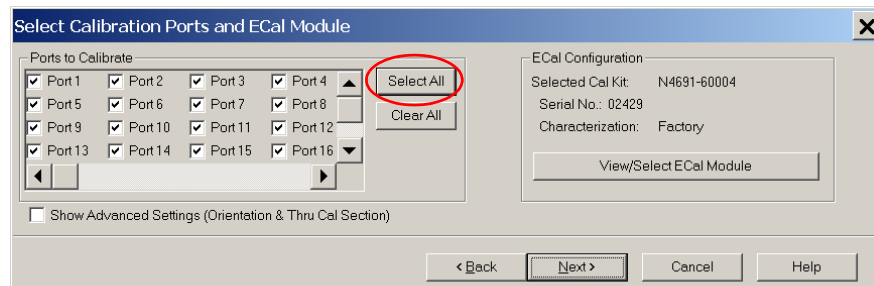 Select Calibration Ports and ECal Module
Ports to Calibrate
Port 1 Port 2 Port 3 Port 4
Port 5 Port 6 Port 7 Port 8
Port 9 Port 10 Port 11 Port 12
Port 13 Port 14 Port 15 Port 16
Select All
Clear All
ECal Configuration
Selected Cal Kit: N4691-60004
Serial No.: 02429
Characterization: Factory
View/Select ECal Module
Show Advanced Settings (Orientation & Thru Cal Section)
< Back Next > Cancel Help